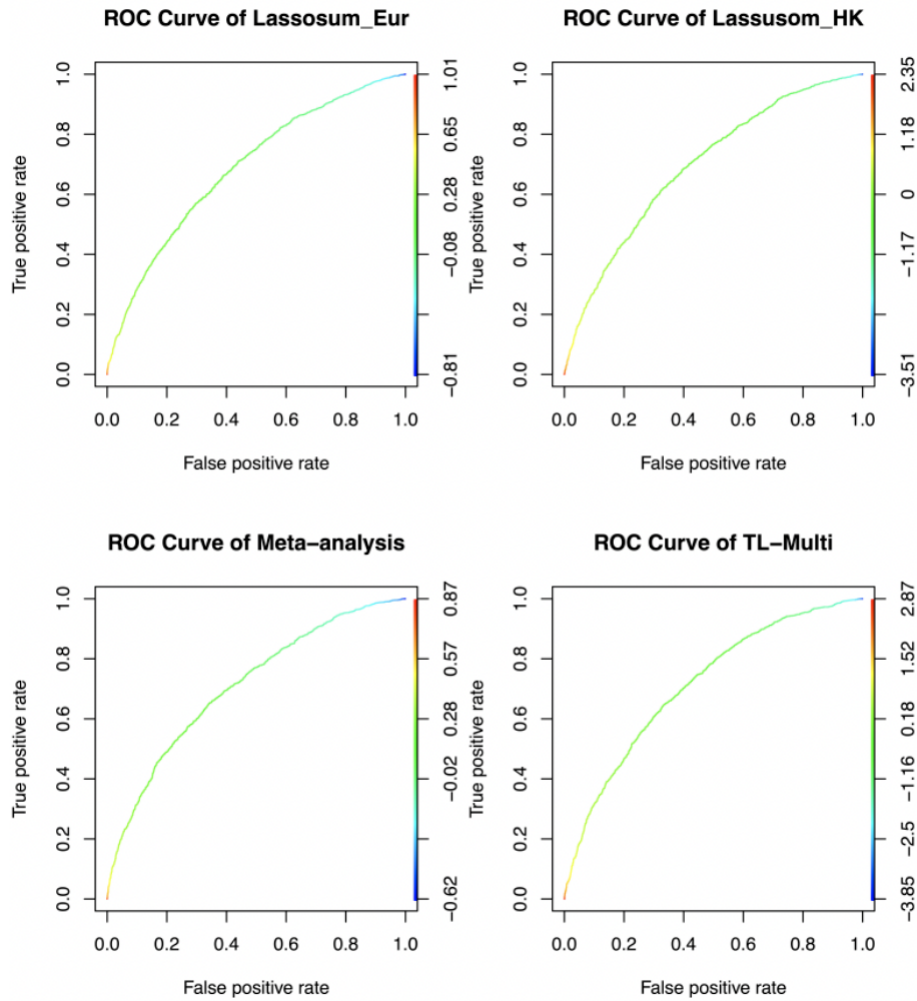 ROC Curve of Lassosum_Eur
True positive rate
0.0 0.2 0.4 0.6 0.8 1.0
−0.81 −0.08 0.28 0.65 1.01
0.0 0.2 0.4 0.6 0.8 1.0
False positive rate
ROC Curve of Lassusom_HK
True positive rate
0.0 0.2 0.4 0.6 0.8 1.0
−3.51 −1.17 0 1.18 2.35
0.0 0.2 0.4 0.6 0.8 1.0
False positive rate
ROC Curve of Meta−analysis
True positive rate
0.0 0.2 0.4 0.6 0.8 1.0
−0.62 −0.02 0.28 0.57 0.87
0.0 0.2 0.4 0.6 0.8 1.0
False positive rate
ROC Curve of TL−Multi
True positive rate
0.0 0.2 0.4 0.6 0.8 1.0
−3.85 −2.5 −1.16 0.18 1.52 2.87
0.0 0.2 0.4 0.6 0.8 1.0
False positive rate